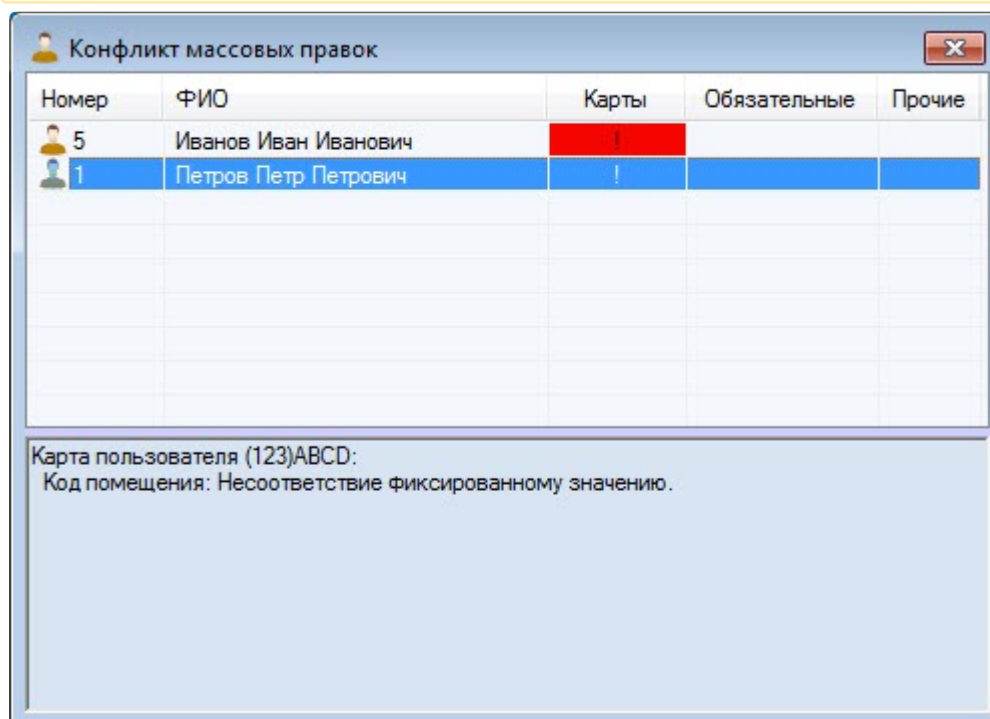 Конфликт массовых правок
Номер ФИО Карты Обязательные Прочие
5 Иванов Иван Иванович !
1 Петров Петр Петрович !
Карта пользователя (123)ABCD:
Код помещения: Несоответствие фиксированному значению.